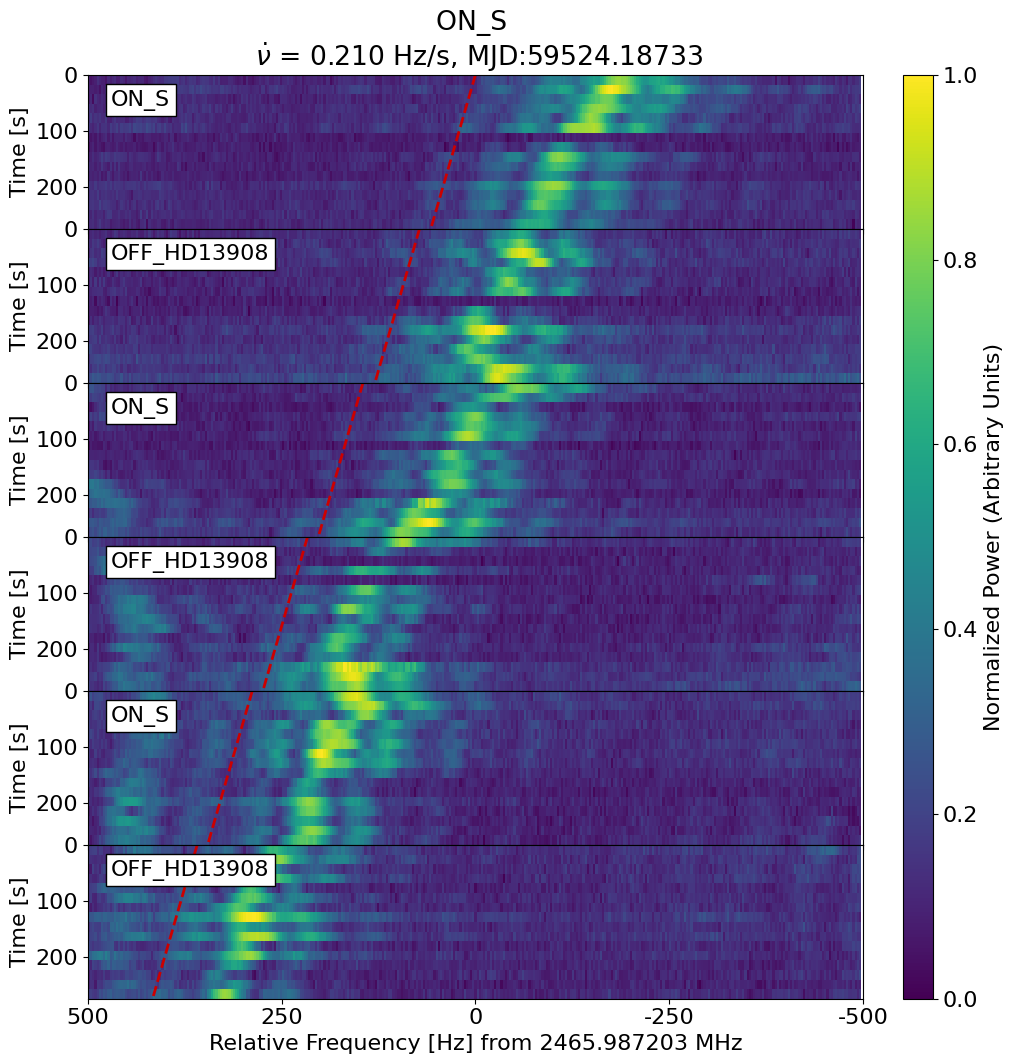 ON_S
ν̇ = 0.210 Hz/s, MJD:59524.18733
0
ON_S
100
200
Time [s]
0
OFF_HD13908
100
200
Time [s]
0
ON_S
100
200
Time [s]
0
OFF_HD13908
100
200
Time [s]
0
ON_S
100
200
Time [s]
0
OFF_HD13908
100
200
Time [s]
500 250 0 -250 -500
Relative Frequency [Hz] from 2465.987203 MHz
1.0
0.8
0.6
0.4
0.2
0.0
Normalized Power (Arbitrary Units)